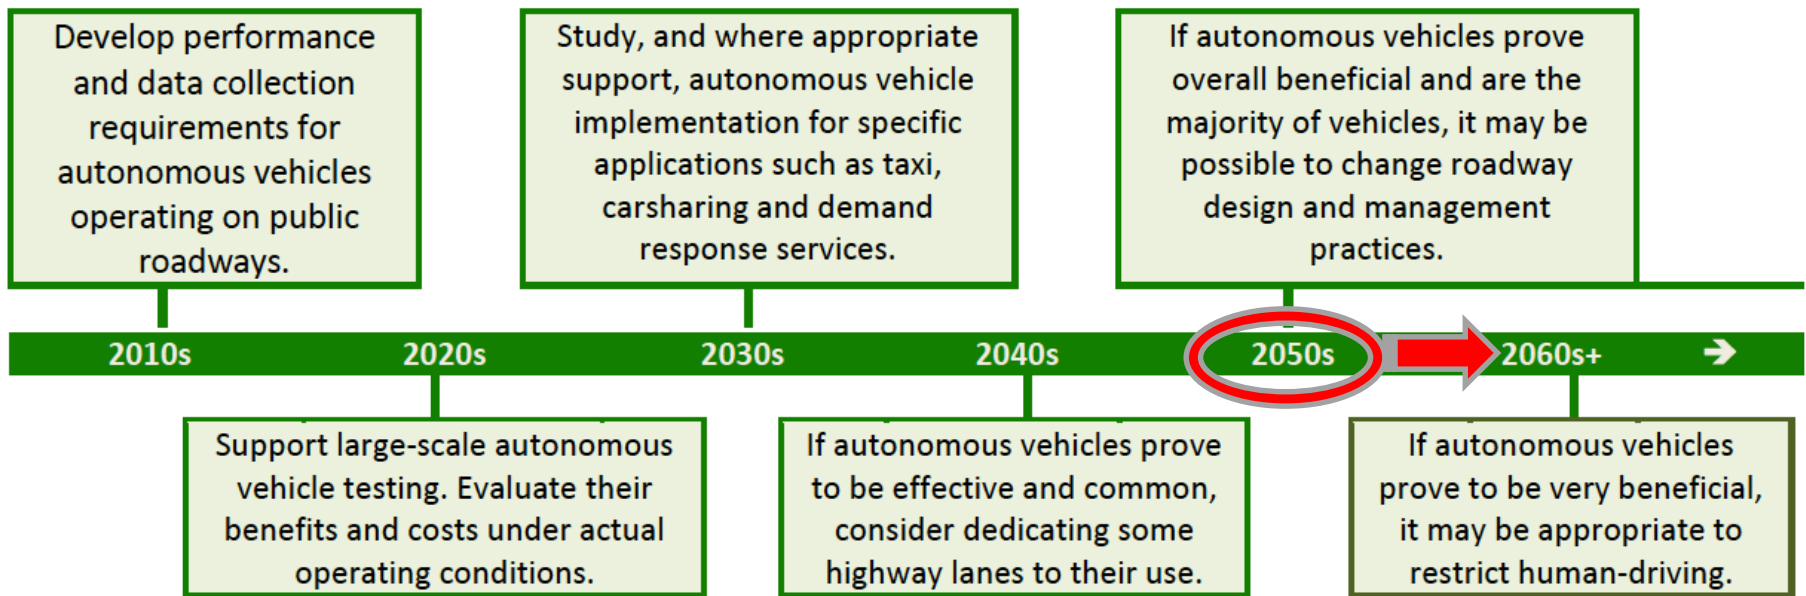 Develop performance
and data collection
requirements for
autonomous vehicles
operating on public
roadways.
Study, and where appropriate
support, autonomous vehicle
implementation for specific
applications such as taxi,
carsharing and demand
response services.
If autonomous vehicles prove
overall beneficial and are the
majority of vehicles, it may be
possible to change roadway
design and management
practices.
2010s 2020s 2030s 2040s 2050s 2060s+ →
Support large-scale autonomous
vehicle testing. Evaluate their
benefits and costs under actual
operating conditions.
If autonomous vehicles prove
to be effective and common,
consider dedicating some
highway lanes to their use.
If autonomous vehicles
prove to be very beneficial,
it may be appropriate to
restrict human-driving.